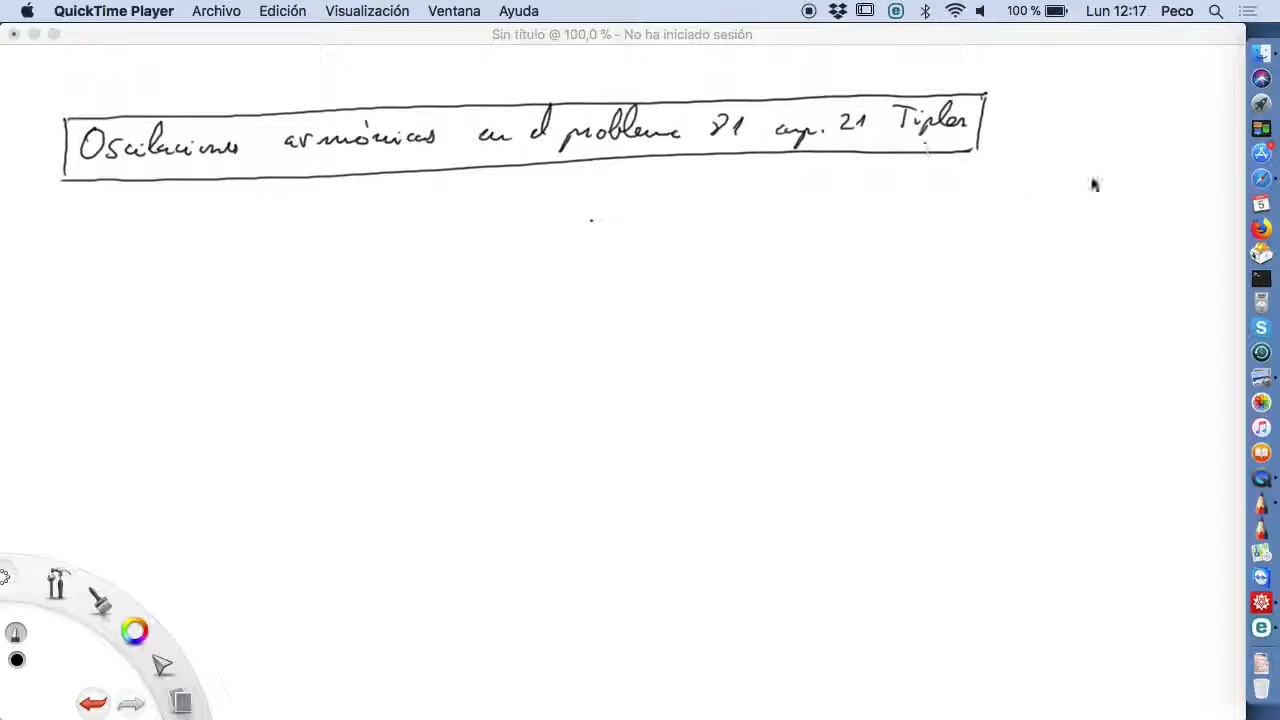 QuickTime Player Archivo Edición Visualización Ventana Ayuda 100 % Lun 12:17 Peco
Sin título @ 100,0 % - No ha iniciado sesión
Oscilaciones armónicas en el problema 81 cap. 21 Tipler
5